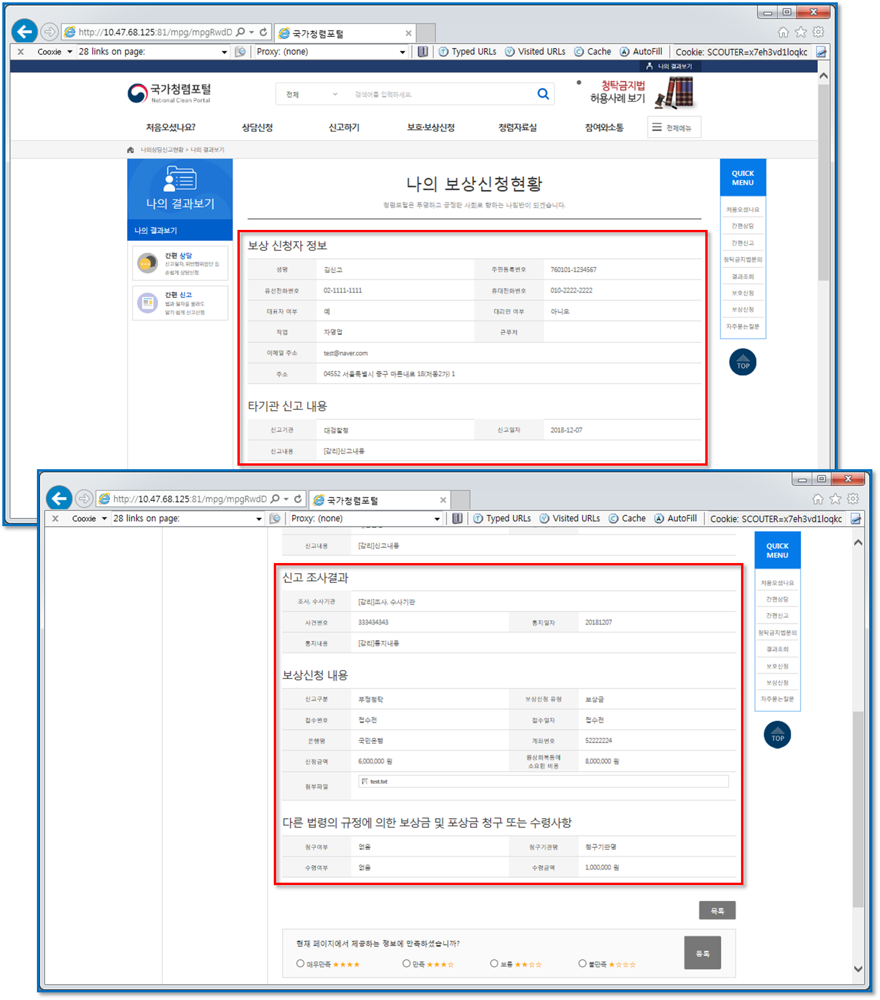 http://10.47.68.125:81/mpg/mpgRwdD
국가청렴포털
Cooxie
28 links on page:
Proxy: (none)
Typed URLs
Visited URLs
Cache
AutoFill
Cookie: SCOUTER=x7eh3vd1loqkc
나의 결과보기
국가청렴포털
National Clean Portal
전체
검색어를 입력하세요.
청탁금지법
허용사례 보기
처음오셨나요?
상담신청
신고하기
보호·보상신청
청렴자료실
참여와소통
전체메뉴
나의상담신고현황 > 나의 결과보기
나의 결과보기
나의 결과보기
간편 상담
신고절차, 위반행위판단 등
손쉽게 상담신청
간편 신고
법과 절차를 몰라도
알기 쉽게 신고신청
나의 보상신청현황
청렴포털은 투명하고 공정한 사회로 향하는 나침반이 되겠습니다.
보상 신청자 정보
성명 김신고 주민등록번호 760101-1234567
유선전화번호 02-1111-1111 휴대전화번호 010-2222-2222
대표자 여부 예 대리인 여부 아니오
직업 자영업 근무처
이메일 주소 test@naver.com
주소 04552 서울특별시 중구 마른내로 18(저동2가) 1
타기관 신고 내용
신고기관 대검찰청 신고일자 2018-12-07
신고내용 [감리]신고내용
QUICK
MENU
처음오셨나요
간편상담
간편신고
청탁금지법문의
결과조회
보호신청
보상신청
자주묻는질문
TOP
http://10.47.68.125:81/mpg/mpgRwdD
국가청렴포털
Cooxie
28 links on page:
Proxy: (none)
Typed URLs
Visited URLs
Cache
AutoFill
Cookie: SCOUTER=x7eh3vd1loqkc
신고내용 [감리]신고내용
신고 조사결과
조사, 수사기관 [감리]조사, 수사기관
사건번호 333434343 통지일자 20181207
통지내용 [감리]통지내용
보상신청 내용
신고구분 부정청탁 보상신청 유형 보상금
접수번호 접수전 접수일자 접수전
은행명 국민은행 계좌번호 52222224
신청금액 6,000,000 원 원상회복등에
소요된 비용 8,000,000 원
첨부파일 test.txt
다른 법령의 규정에 의한 보상금 및 포상금 청구 또는 수령사항
청구여부 없음 청구기관명 청구기관명
수령여부 없음 수령금액 1,000,000 원
목록
현재 페이지에서 제공하는 정보에 만족하셨습니까?
매우만족 ★★★★
만족 ★★★☆
보통 ★★☆☆
불만족 ★☆☆☆
등록
QUICK
MENU
처음오셨나요
간편상담
간편신고
청탁금지법문의
결과조회
보호신청
보상신청
자주묻는질문
TOP